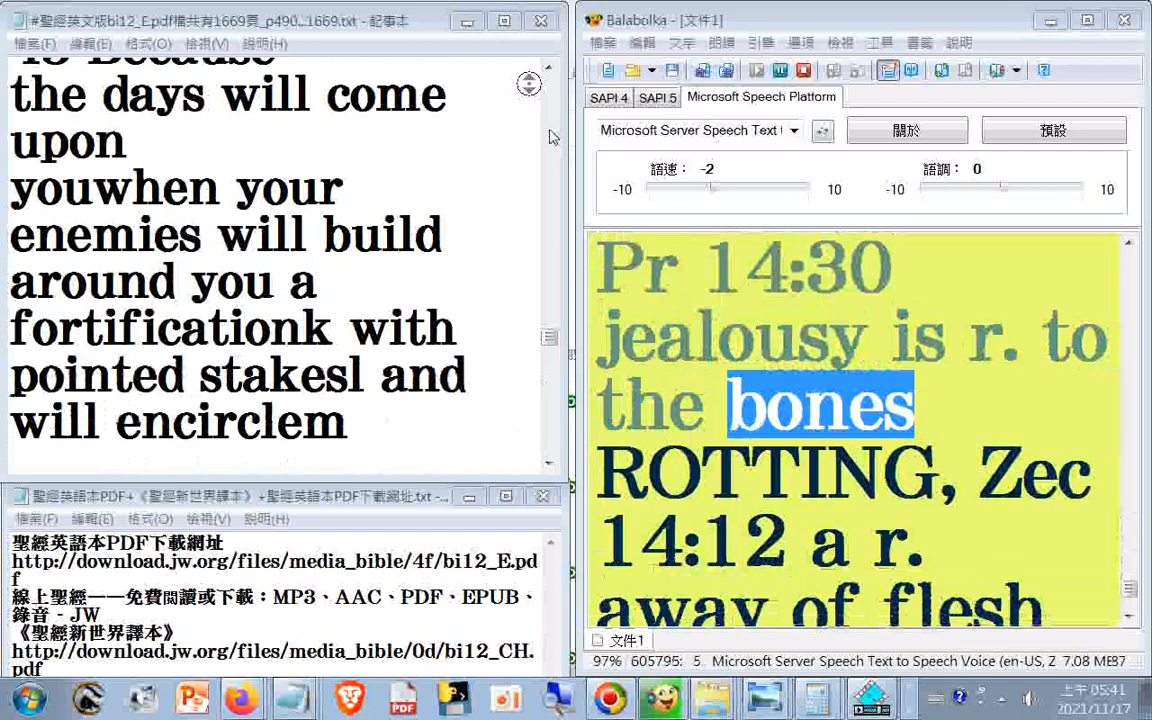 #聖經英文版bi12_E.pdf檔共有1669頁_p490...1669.txt - 記事本
檔案(F) 編輯(E) 格式(O) 檢視(V) 說明(H)
the days will come
upon
youwhen your
enemies will build
around you a
fortificationk with
pointed stakesl and
will encirclem
聖經英語本PDF+《聖經新世界譯本》+聖經英語本PDF下載網址.txt - ...
檔案(F) 編輯(E) 格式(O) 檢視(V) 說明(H)
聖經英語本PDF下載網址
http://download.jw.org/files/media_bible/4f/bi12_E.pd
f
線上聖經——免費閱讀或下載：MP3、AAC、PDF、EPUB、
錄音 - JW
《聖經新世界譯本》
http://download.jw.org/files/media_bible/0d/bi12_CH.
pdf
Balabolka - [文件1]
檔案 編輯 文字 朗讀 引擎 選項 檢視 工具 書籤 說明
SAPI 4 SAPI 5 Microsoft Speech Platform
Microsoft Server Speech Text 關於 預設
語速： -2 語調： 0
-10 10 -10 10
Pr 14:30
jealousy is r. to
the bones
ROTTING, Zec
14:12 a r.
away of flesh
文件1
97% 605795: 5 Microsoft Server Speech Text to Speech Voice (en-US, Z 7.08 MB
上午 05:41
2021/11/17